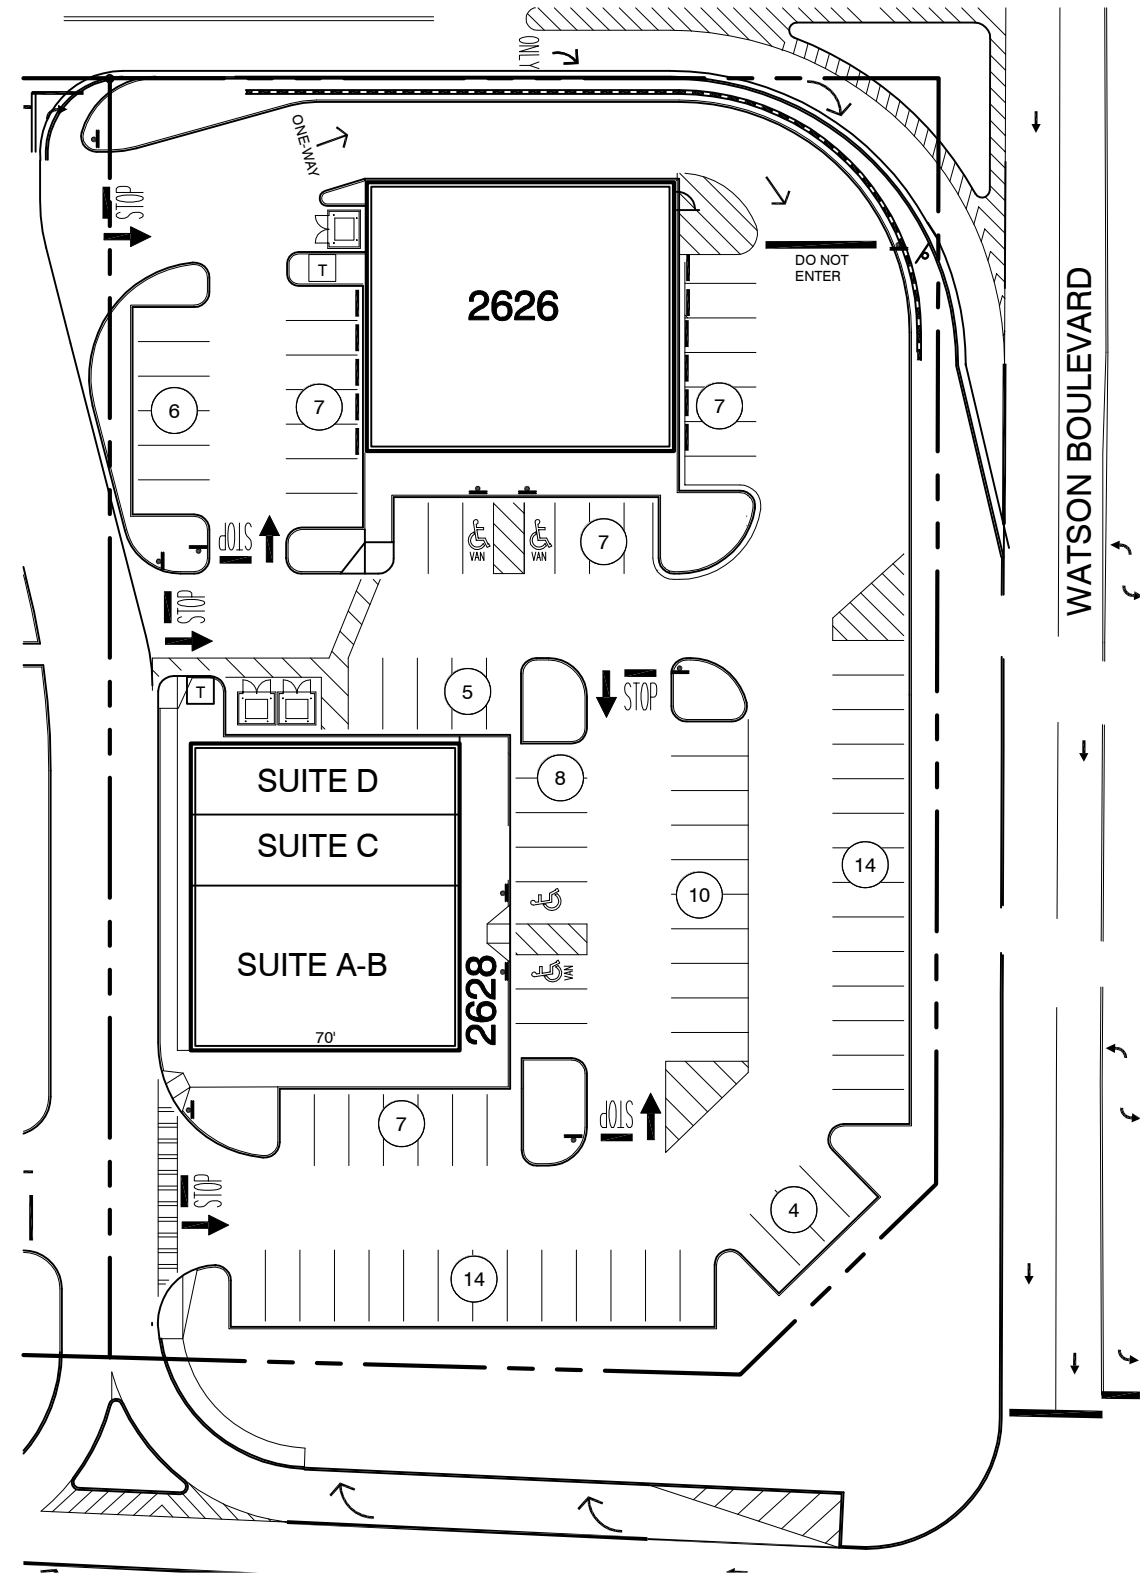 ONLY
ONE-WAY
STOP
T
DO NOT
ENTER
2626
WATSON BOULEVARD
6
7
7
STOP
VAN
VAN
7
STOP
5
T
STOP
SUITE D
8
SUITE C
14
10
SUITE A-B
VAN
2628
70'
7
STOP
STOP
4
14